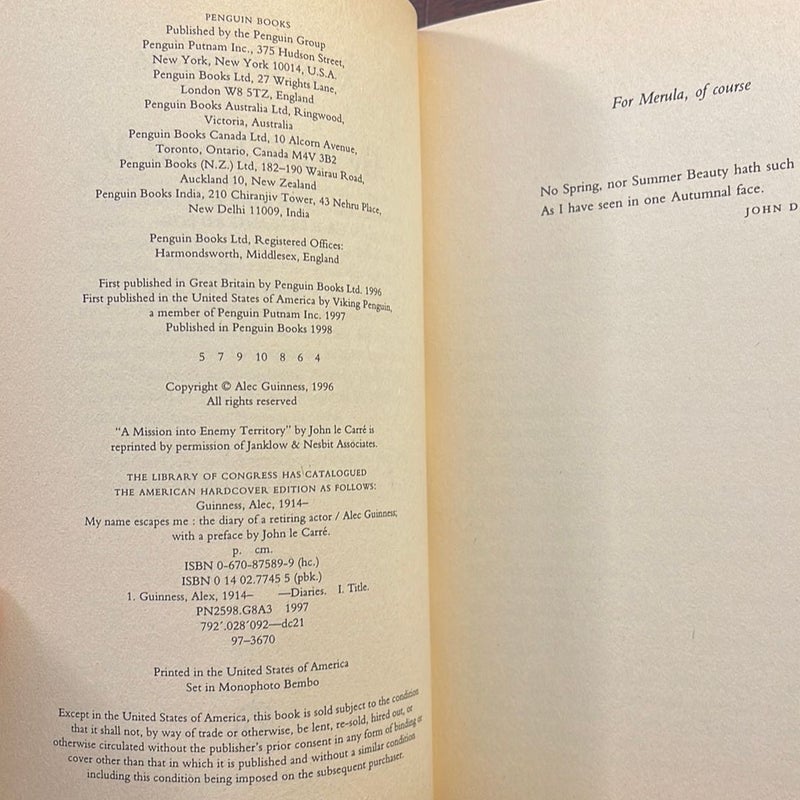 PENGUIN BOOKS
Published by the Penguin Group
Penguin Putnam Inc., 375 Hudson Street,
New York, New York 10014, U.S.A.
Penguin Books Ltd, 27 Wrights Lane,
London W8 5TZ, England
Penguin Books Australia Ltd, Ringwood,
Victoria, Australia
Penguin Books Canada Ltd, 10 Alcorn Avenue,
Toronto, Ontario, Canada M4V 3B2
Penguin Books (N.Z.) Ltd, 182–190 Wairau Road,
Auckland 10, New Zealand
Penguin Books India, 210 Chiranjiv Tower, 43 Nehru Place,
New Delhi 11009, India
Penguin Books Ltd, Registered Offices:
Harmondsworth, Middlesex, England
First published in Great Britain by Penguin Books Ltd. 1996
First published in the United States of America by Viking Penguin,
a member of Penguin Putnam Inc. 1997
Published in Penguin Books 1998
5 7 9 10 8 6 4
Copyright © Alec Guinness, 1996
All rights reserved
"A Mission into Enemy Territory" by John le Carré is
reprinted by permission of Janklow & Nesbit Associates.
THE LIBRARY OF CONGRESS HAS CATALOGUED
THE AMERICAN HARDCOVER EDITION AS FOLLOWS:
Guinness, Alec, 1914–
My name escapes me : the diary of a retiring actor / Alec Guinness;
with a preface by John le Carré.
p. cm.
ISBN 0-670-87589-9 (hc.)
ISBN 0 14 02.7745 5 (pbk.)
1. Guinness, Alex, 1914– —Diaries. I. Title.
PN2598.G8A3 1997
792′.028′092—dc21
97–3670
Printed in the United States of America
Set in Monophoto Bembo
Except in the United States of America, this book is sold subject to the condition
that it shall not, by way of trade or otherwise, be lent, re-sold, hired out, or
otherwise circulated without the publisher's prior consent in any form of binding or
cover other than that in which it is published and without a similar condition
including this condition being imposed on the subsequent purchaser.
For Merula, of course
No Spring, nor Summer Beauty hath such
As I have seen in one Autumnal face.
JOHN D